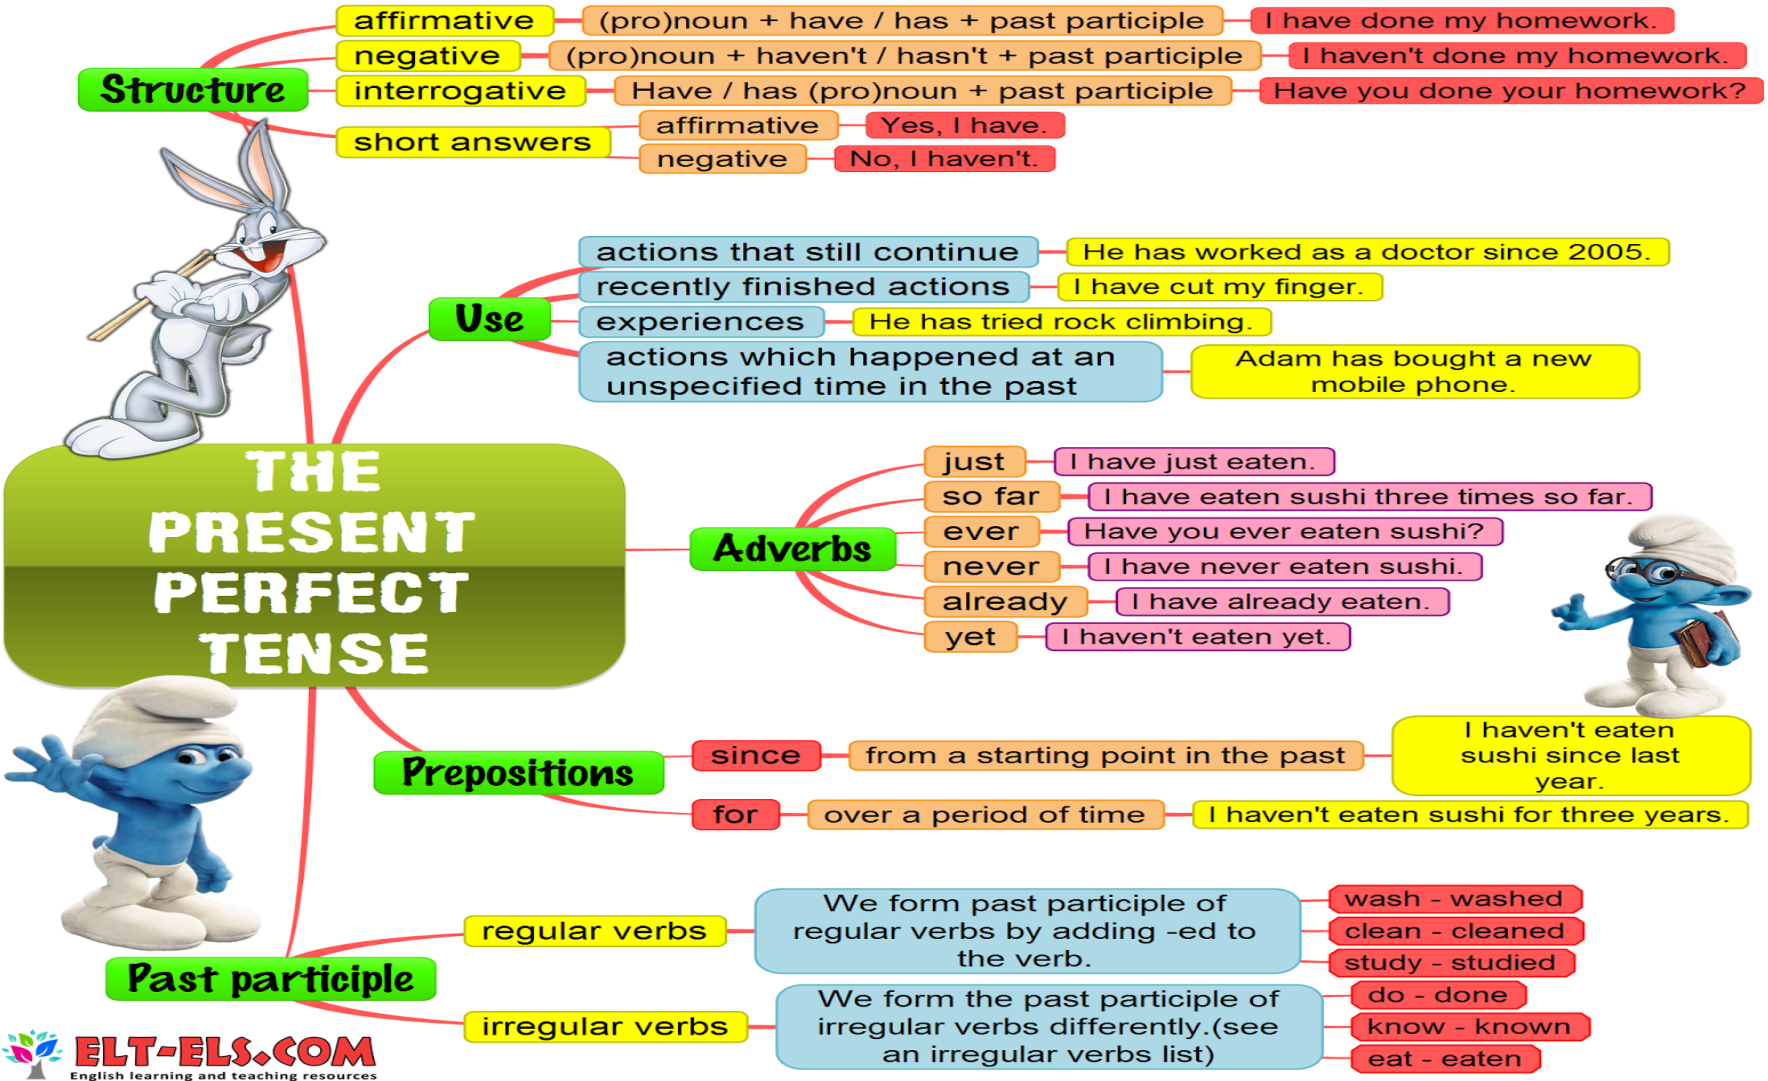 Structure
affirmative
(pro)noun + have / has + past participle
I have done my homework.
negative
(pro)noun + haven't / hasn't + past participle
I haven't done my homework.
interrogative
Have / has (pro)noun + past participle
Have you done your homework?
short answers
affirmative
Yes, I have.
negative
No, I haven't.
Use
actions that still continue
He has worked as a doctor since 2005.
recently finished actions
I have cut my finger.
experiences
He has tried rock climbing.
actions which happened at an
unspecified time in the past
Adam has bought a new
mobile phone.
THE
PRESENT
PERFECT
TENSE
Adverbs
just
I have just eaten.
so far
I have eaten sushi three times so far.
ever
Have you ever eaten sushi?
never
I have never eaten sushi.
already
I have already eaten.
yet
I haven't eaten yet.
Prepositions
since
from a starting point in the past
I haven't eaten
sushi since last
year.
for
over a period of time
I haven't eaten sushi for three years.
Past participle
regular verbs
We form past participle of
regular verbs by adding -ed to
the verb.
wash - washed
clean - cleaned
study - studied
irregular verbs
We form the past participle of
irregular verbs differently.(see
an irregular verbs list)
do - done
know - known
eat - eaten
ELT-ELS.COM
English learning and teaching resources